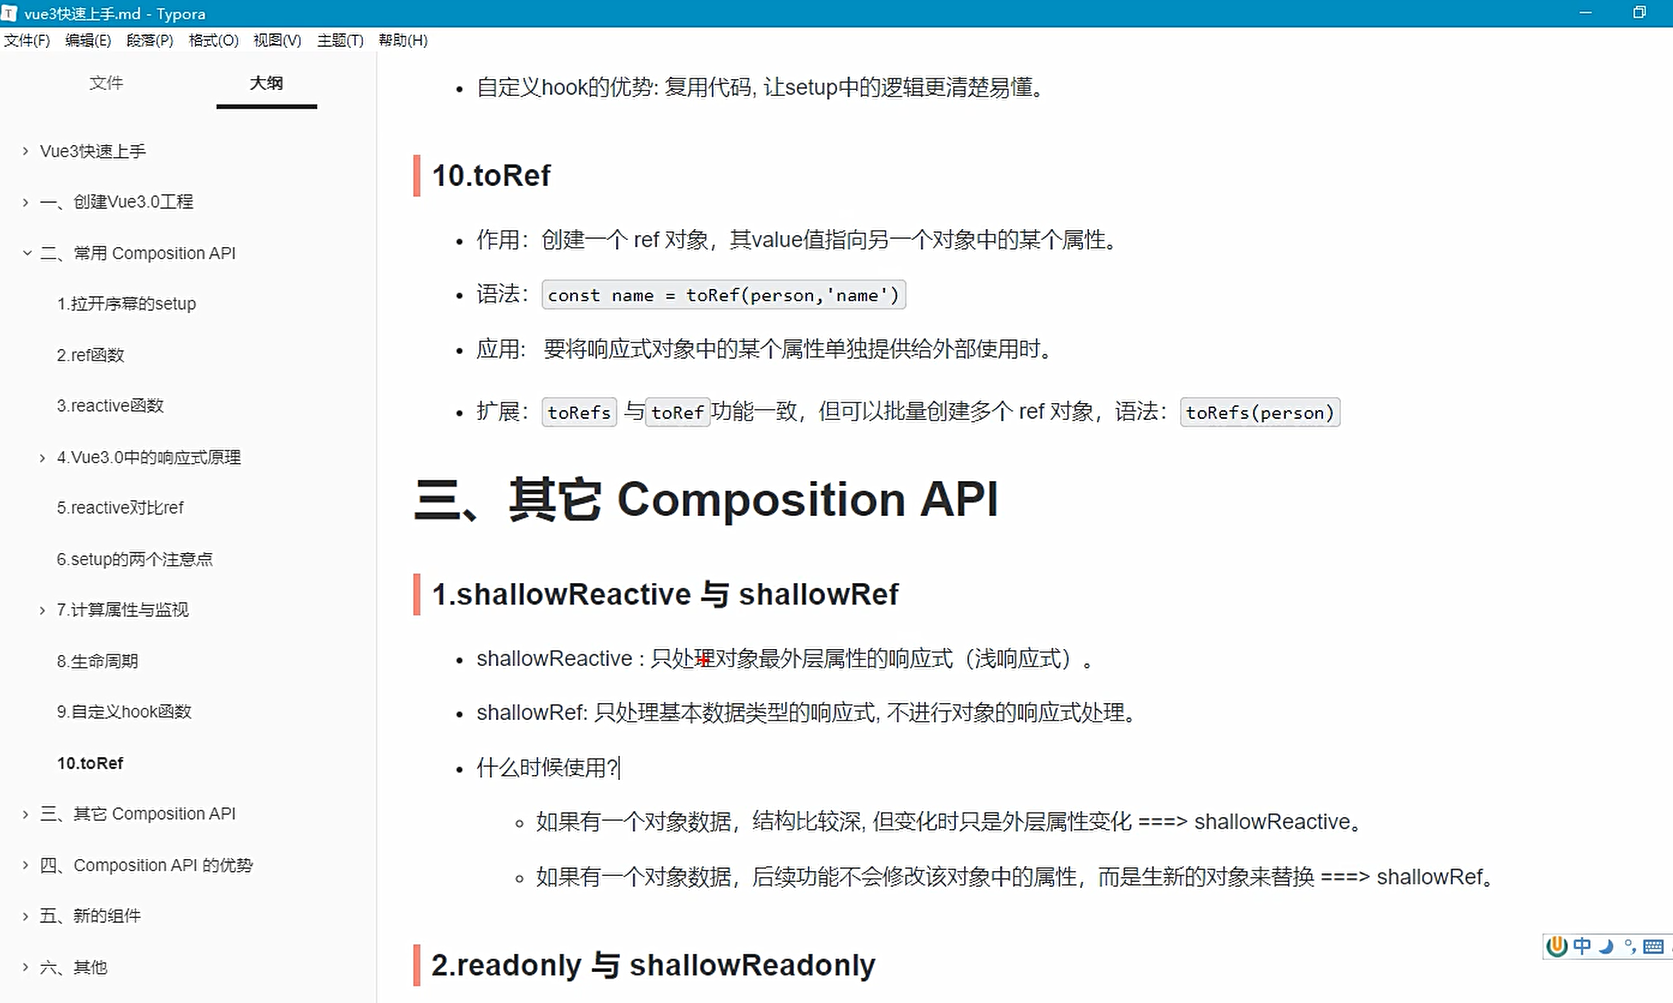 vue3快速上手.md - Typora
文件(F) 编辑(E) 段落(P) 格式(O) 视图(V) 主题(T) 帮助(H)
文件 大纲
Vue3快速上手
一、创建Vue3.0工程
二、常用 Composition API
1.拉开序幕的setup
2.ref函数
3.reactive函数
4.Vue3.0中的响应式原理
5.reactive对比ref
6.setup的两个注意点
7.计算属性与监视
8.生命周期
9.自定义hook函数
10.toRef
三、其它 Composition API
四、Composition API 的优势
五、新的组件
六、其他
自定义hook的优势: 复用代码, 让setup中的逻辑更清楚易懂。
10.toRef
作用：创建一个 ref 对象，其value值指向另一个对象中的某个属性。
语法：const name = toRef(person,'name')
应用: 要将响应式对象中的某个属性单独提供给外部使用时。
扩展：toRefs 与toRef功能一致，但可以批量创建多个 ref 对象，语法：toRefs(person)
三、其它 Composition API
1.shallowReactive 与 shallowRef
shallowReactive : 只处理对象最外层属性的响应式（浅响应式）。
shallowRef: 只处理基本数据类型的响应式, 不进行对象的响应式处理。
什么时候使用?
如果有一个对象数据，结构比较深, 但变化时只是外层属性变化 ===> shallowReactive。
如果有一个对象数据，后续功能不会修改该对象中的属性，而是生新的对象来替换 ===> shallowRef。
2.readonly 与 shallowReadonly
中